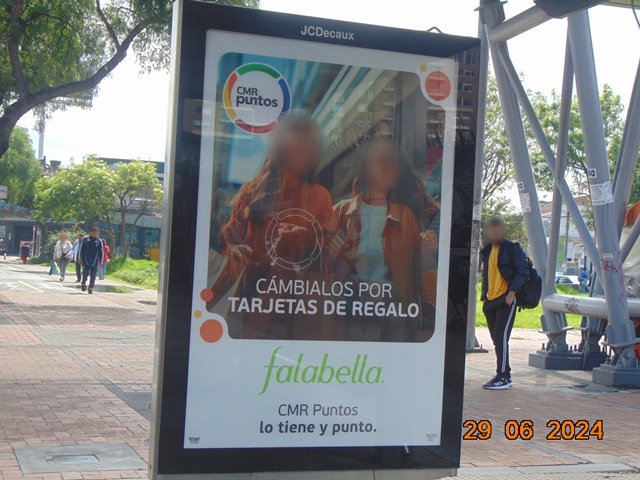 JCDecaux
CMR
puntos
CÁMBIALOS POR
TARJETAS DE REGALO
falabella.
CMR Puntos
lo tiene y punto.
29 06 2024